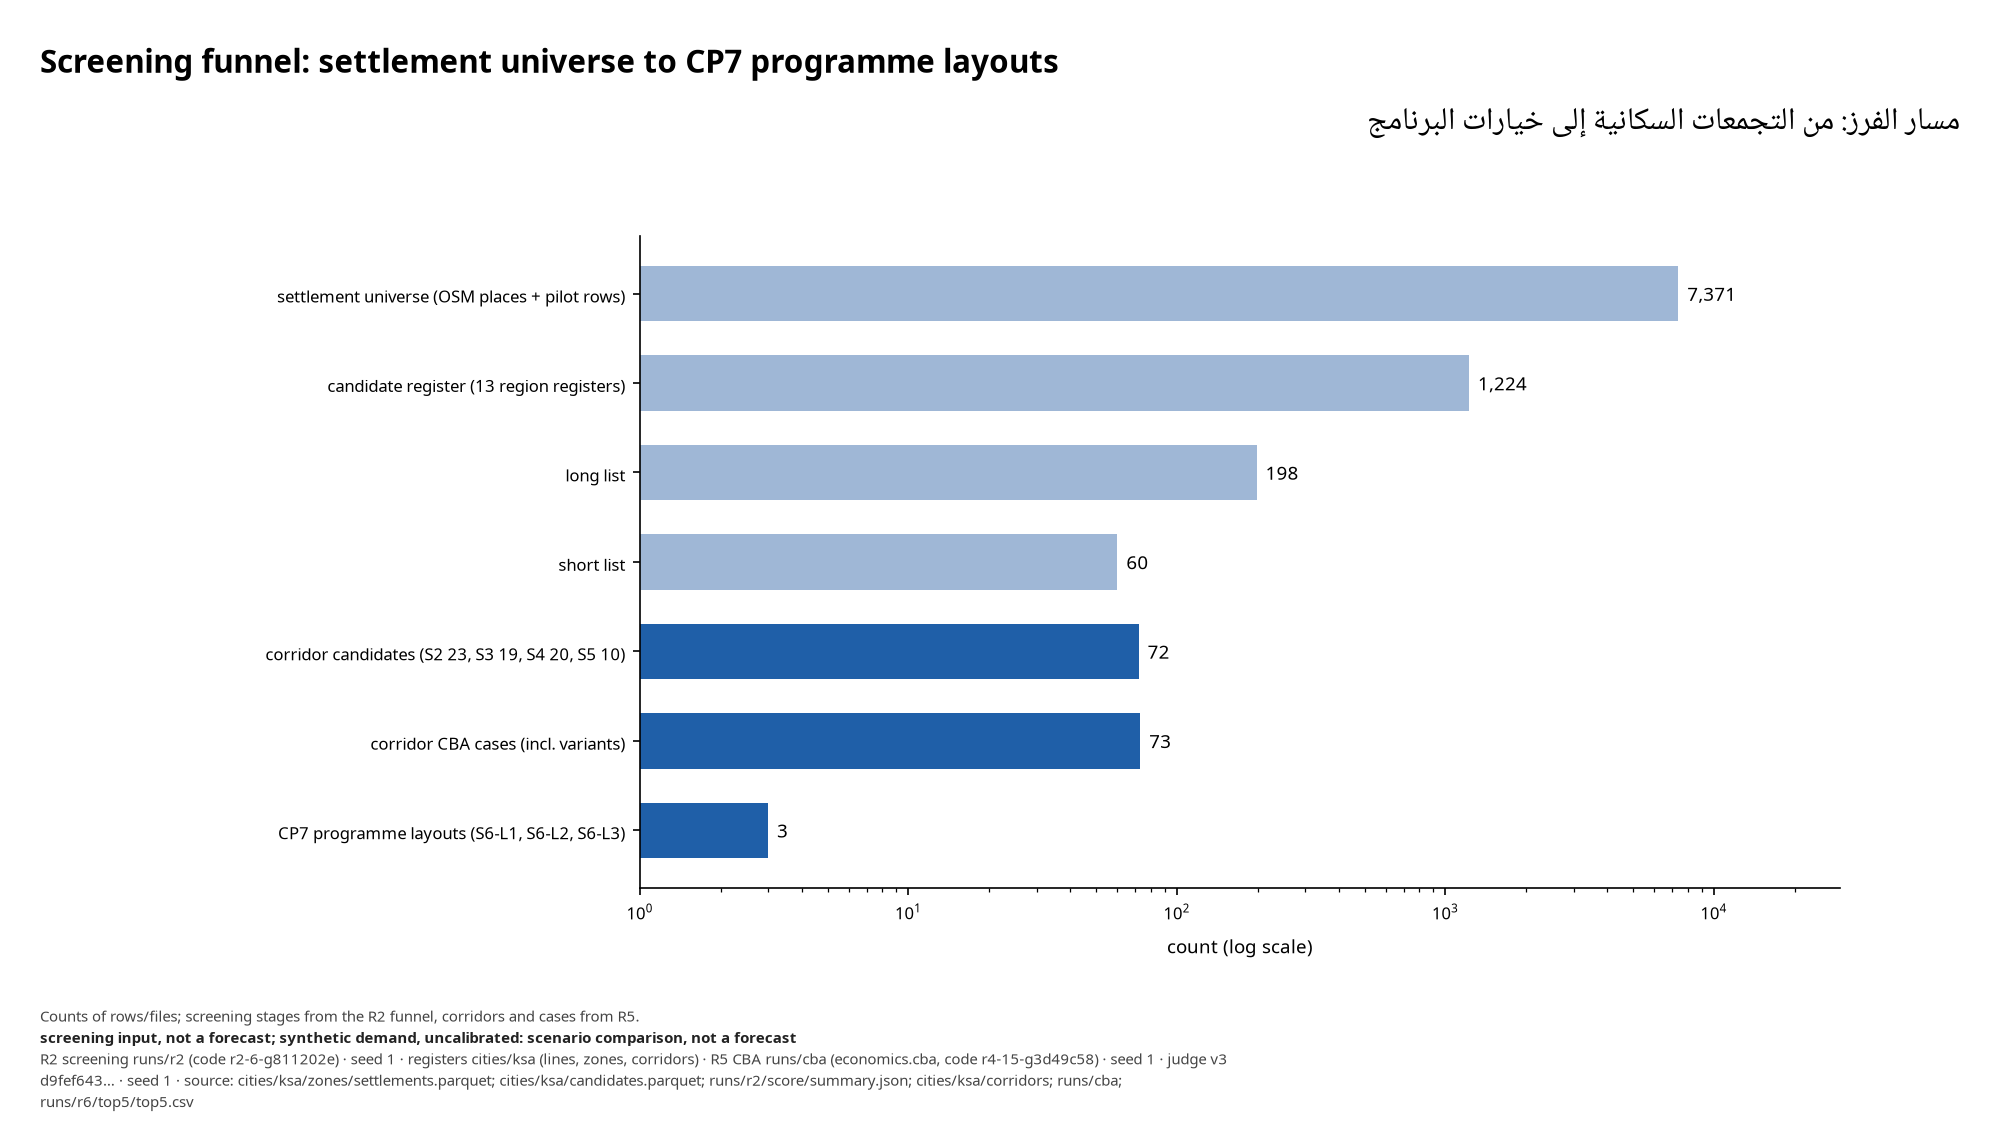 Screening funnel: settlement universe to CP7 programme layouts
مسار الفرز: من التجمعات السكانية إلى خيارات البرنامج
settlement universe (OSM places + pilot rows)
7,371
candidate register (13 region registers)
1,224
long list
198
short list
60
corridor candidates (S2 23, S3 19, S4 20, S5 10)
72
corridor CBA cases (incl. variants)
73
CP7 programme layouts (S6-L1, S6-L2, S6-L3)
3
10⁰ 10¹ 10² 10³ 10⁴
count (log scale)
Counts of rows/files; screening stages from the R2 funnel, corridors and cases from R5.
screening input, not a forecast; synthetic demand, uncalibrated: scenario comparison, not a forecast
R2 screening runs/r2 (code r2-6-g811202e) · seed 1 · registers cities/ksa (lines, zones, corridors) · R5 CBA runs/cba (economics.cba, code r4-15-g3d49c58) · seed 1 · judge v3
d9fef643… · seed 1 · source: cities/ksa/zones/settlements.parquet; cities/ksa/candidates.parquet; runs/r2/score/summary.json; cities/ksa/corridors; runs/cba;
runs/r6/top5/top5.csv